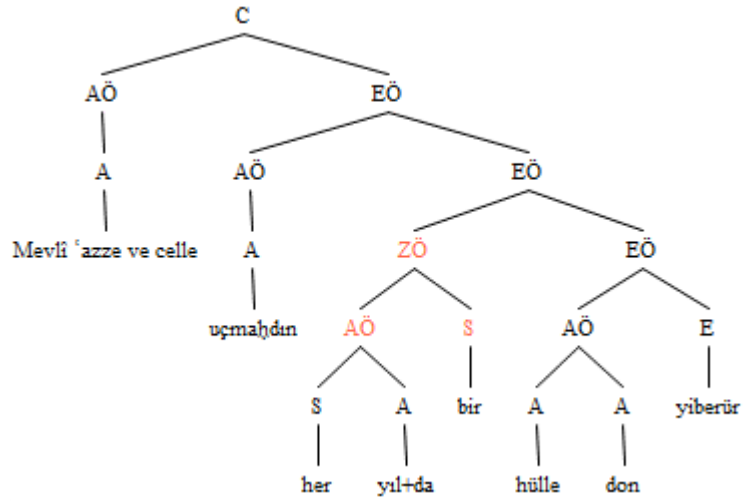 C
AÖ EÖ
A AÖ EÖ
Mevlî ʿazze ve celle A ZÖ EÖ
uçmaḫdın AÖ S AÖ E
S A bir A A yiberür
her yıl+da hülle don